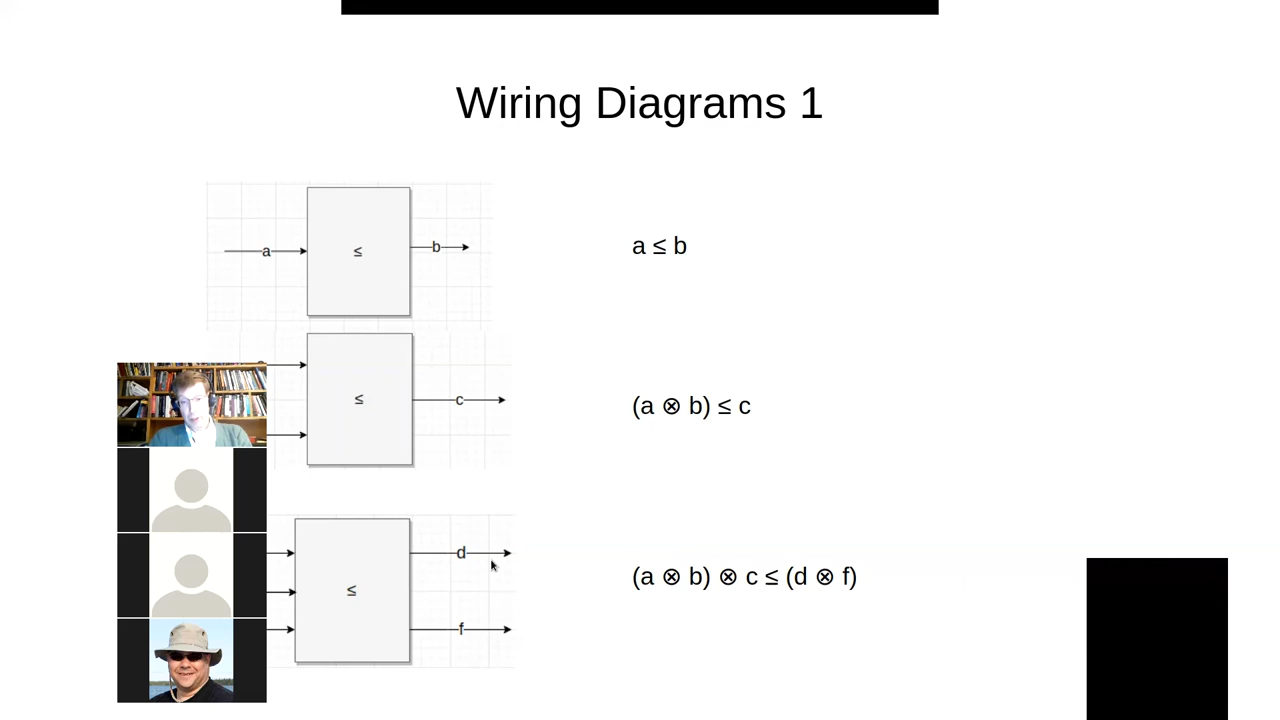 Wiring Diagrams 1
a
≤
b
a ≤ b
≤
c
(a ⊗ b) ≤ c
≤
d
f
(a ⊗ b) ⊗ c ≤ (d ⊗ f)